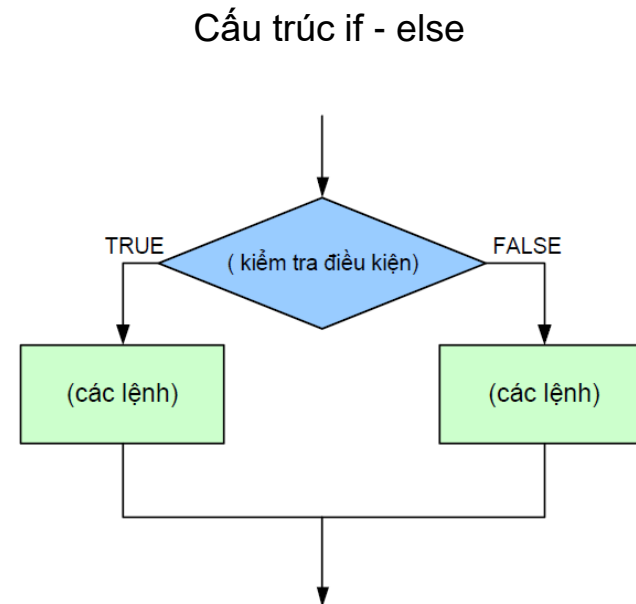 Cấu trúc if - else
TRUE
( kiểm tra điều kiện)
FALSE
(các lệnh)
(các lệnh)